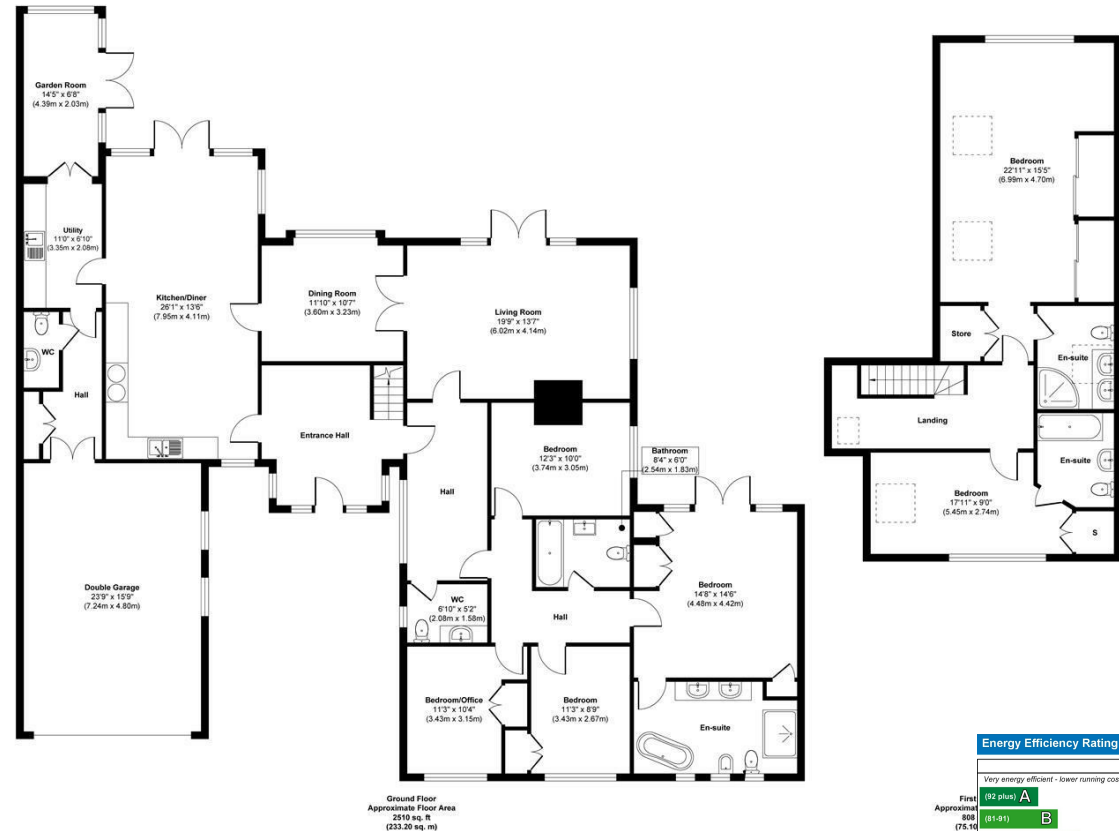 Garden Room
14'5" x 6'8"
(4.39m x 2.03m)
Utility
11'0" x 6'10"
(3.35m x 2.08m)
Kitchen/Diner
26'1" x 13'6"
(7.95m x 4.11m)
WC
Hall
Dining Room
11'10" x 10'7"
(3.60m x 3.23m)
Living Room
19'9" x 13'7"
(6.02m x 4.14m)
Entrance Hall
Hall
Bedroom
12'3" x 10'0"
(3.74m x 3.05m)
Bathroom
8'4" x 6'0"
(2.54m x 1.83m)
Double Garage
23'9" x 15'9"
(7.24m x 4.80m)
WC
6'10" x 5'2"
(2.08m x 1.58m)
Hall
Bedroom
14'8" x 14'6"
(4.48m x 4.42m)
Bedroom/Office
11'3" x 10'4"
(3.43m x 3.15m)
Bedroom
11'3" x 8'9"
(3.43m x 2.67m)
En-suite
Ground Floor
Approximate Floor Area
2510 sq. ft
(233.20 sq. m)
Bedroom
22'11" x 15'5"
(6.99m x 4.70m)
Store
En-suite
Landing
En-suite
Bedroom
17'11" x 9'0"
(5.45m x 2.74m)
S
First
Approximat
808
(75.10
Energy Efficiency Rating
Very energy efficient - lower running cos
(92 plus) A
(81-91) B